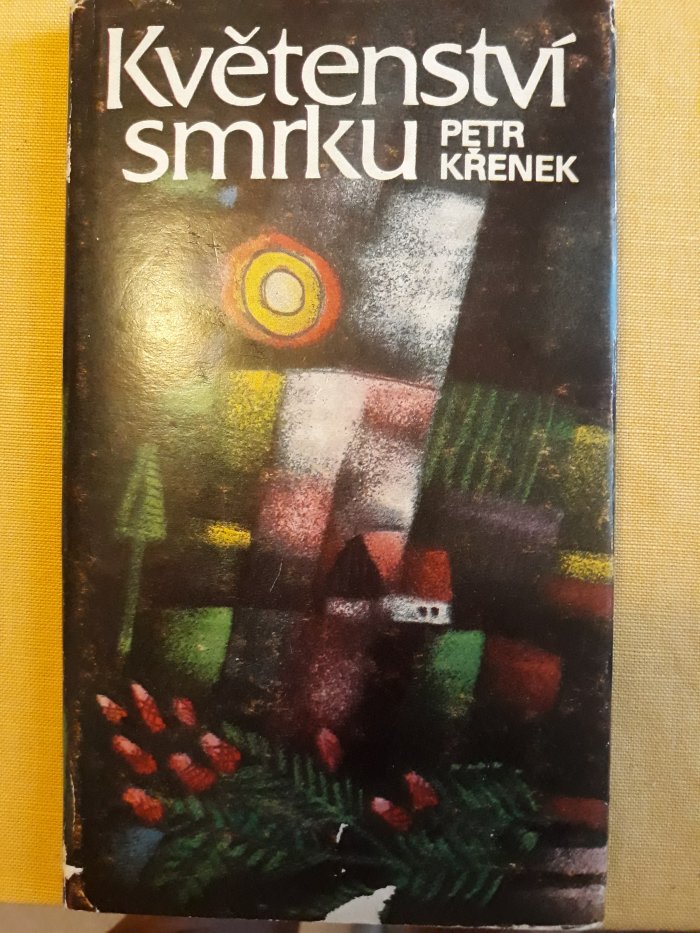 Květenství
smrku
PETR
KŘENEK